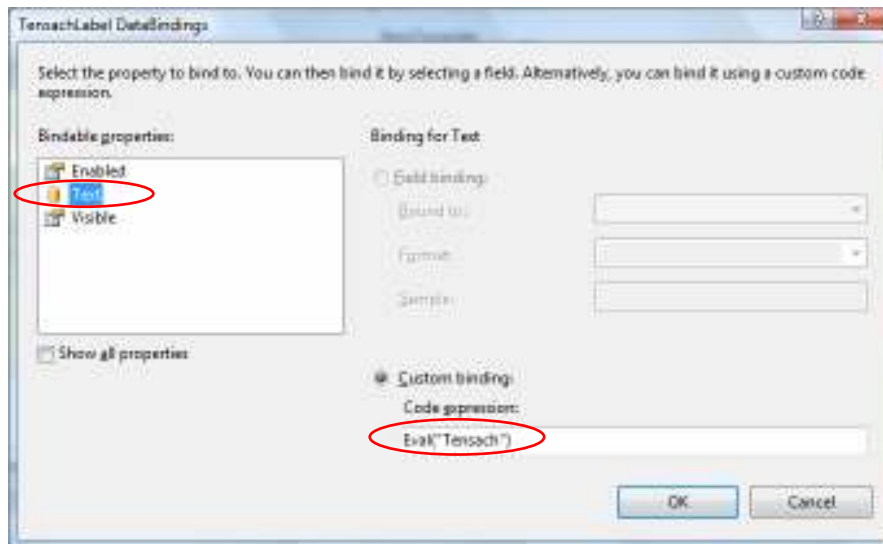 TensachLabel DataBindings
Select the property to bind to. You can then bind it by selecting a field. Alternatively, you can bind it using a custom code
expression.
Bindable properties:
Enabled
Text
Visible
Show all properties
Binding for Text
Field binding:
Bound to:
Format:
Sample:
Custom binding:
Code expression:
Eval("Tensach")
OK
Cancel